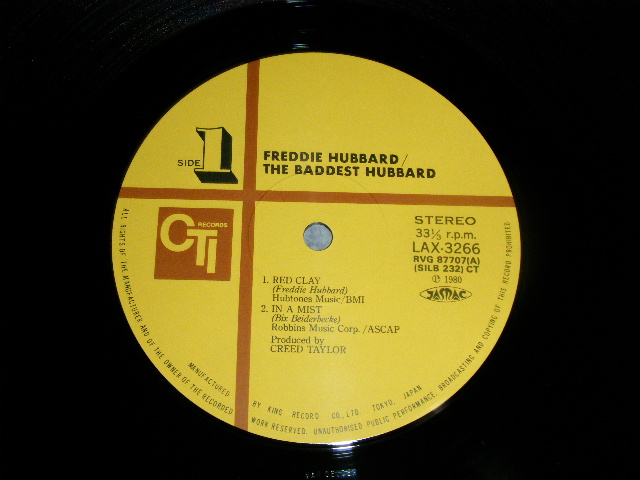 SIDE 1
FREDDIE HUBBARD/
THE BADDEST HUBBARD
CTI RECORDS
STEREO
33⅓ r.p.m.
LAX-3266
RVG 87707(A)
(SILB 232) CT
Ⓟ 1980
JASRAC
1. RED CLAY
(Freddie Hubbard)
Hubtones Music/BMI
2. IN A MIST
(Bix Beiderbecke)
Robbins Music Corp./ASCAP
Produced by
CREED TAYLOR
ALL RIGHTS OF THE MANUFACTURER AND OF THE OWNER OF THE RECORDED WORK RESERVED. UNAUTHORISED PUBLIC PERFORMANCE, BROADCASTING AND COPYING OF THIS RECORD PROHIBITED
MANUFACTURED BY KING RECORD CO., LTD. TOKYO, JAPAN